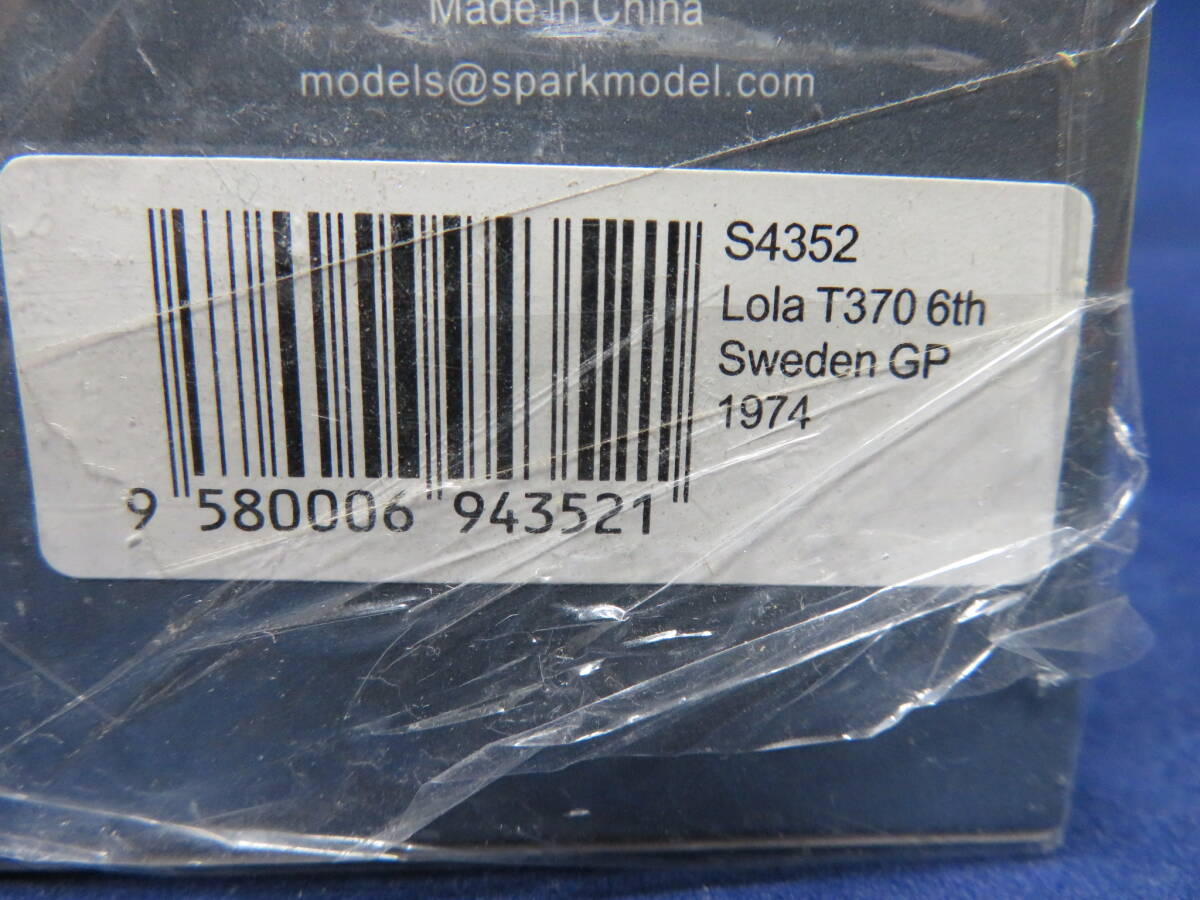 Made in China
models@sparkmodel.com
S4352
Lola T370 6th
Sweden GP
1974
9 580006 943521